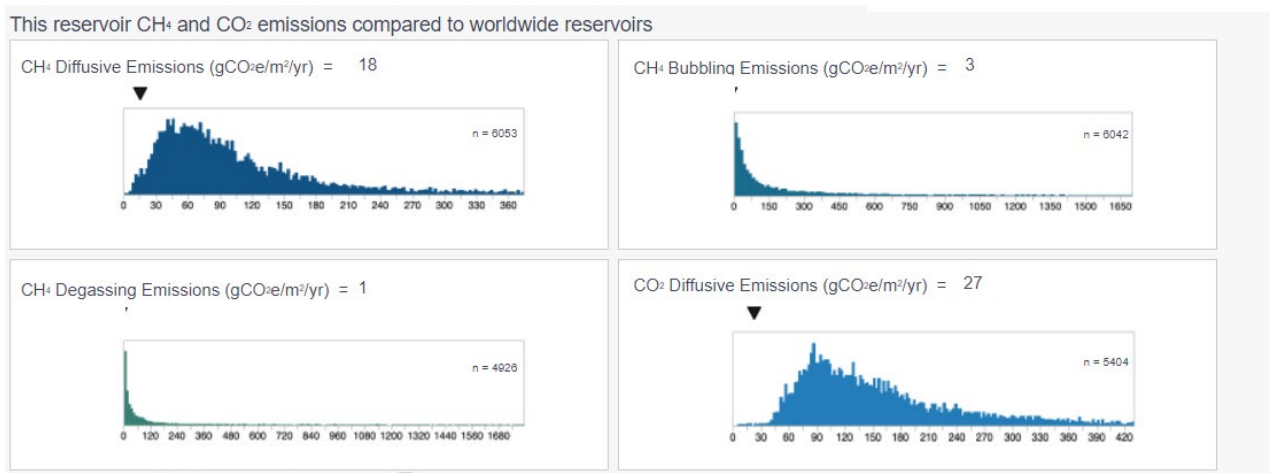 This reservoir CH₄ and CO₂ emissions compared to worldwide reservoirs
CH₄ Diffusive Emissions (gCO₂e/m²/yr) = 18
n = 6053
0 30 60 90 120 150 180 210 240 270 300 330 360
CH₄ Bubbling Emissions (gCO₂e/m²/yr) = 3
n = 6042
0 150 300 450 600 750 900 1050 1200 1350 1500 1650
CH₄ Degassing Emissions (gCO₂e/m²/yr) = 1
n = 4926
0 120 240 360 480 600 720 840 960 1080 1200 1320 1440 1560 1680
CO₂ Diffusive Emissions (gCO₂e/m²/yr) = 27
n = 5404
0 30 60 90 120 150 180 210 240 270 300 330 360 390 420